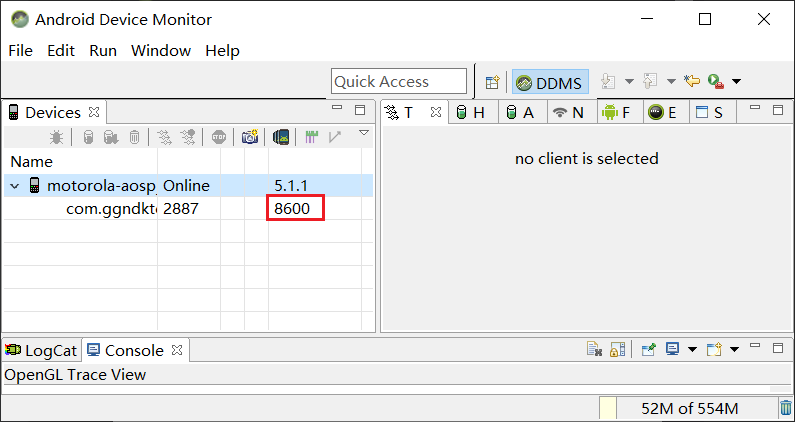 Android Device Monitor
File Edit Run Window Help
Quick Access
DDMS
Devices
T H A N F E S
Name
motorola-aosp_ Online 5.1.1
com.ggndkt 2887 8600
no client is selected
LogCat Console
OpenGL Trace View
52M of 554M